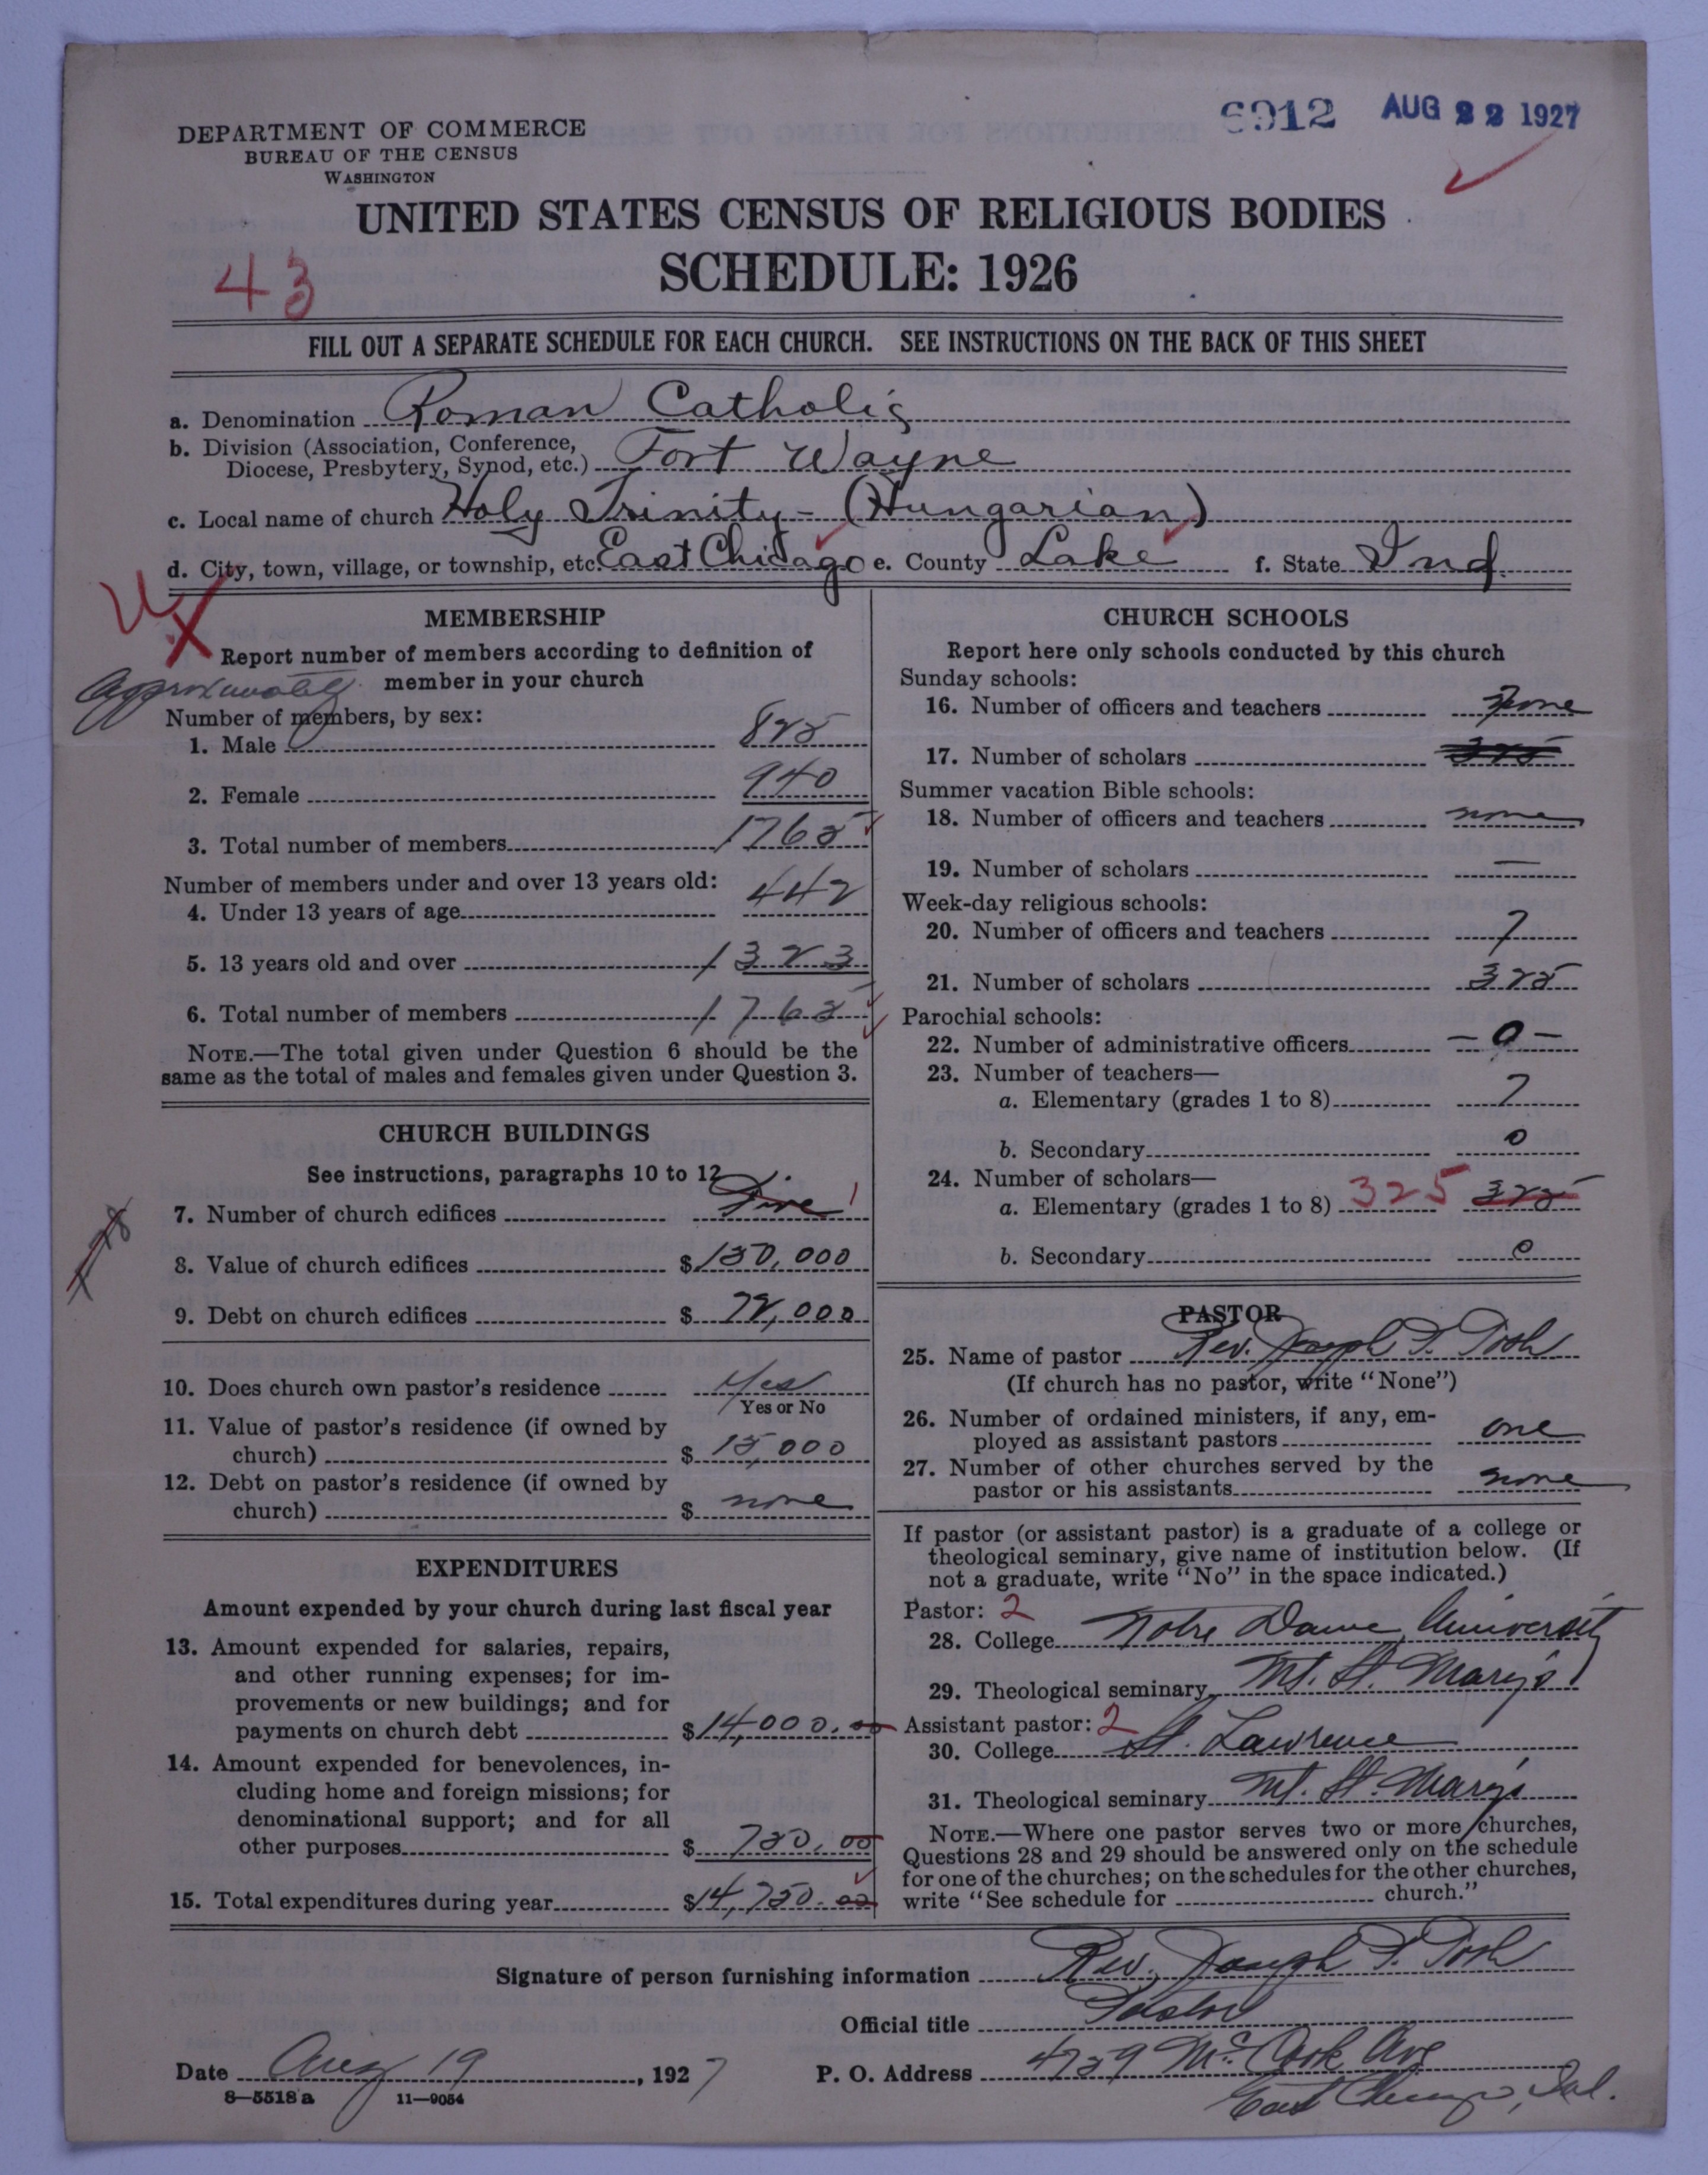 6912 AUG 22 1927
DEPARTMENT OF COMMERCE
BUREAU OF THE CENSUS
WASHINGTON
UNITED STATES CENSUS OF RELIGIOUS BODIES
SCHEDULE: 1926
43
FILL OUT A SEPARATE SCHEDULE FOR EACH CHURCH. SEE INSTRUCTIONS ON THE BACK OF THIS SHEET
a. Denomination Roman Catholic
b. Division (Association, Conference,
Diocese, Presbytery, Synod, etc.) Fort Wayne
c. Local name of church Holy Trinity - (Hungarian)
d. City, town, village, or township, etc. East Chicago e. County Lake f. State Ind.
MEMBERSHIP
Report number of members according to definition of
member in your church
approximately
Number of members, by sex:
1. Male 825
2. Female 940
3. Total number of members 1765
Number of members under and over 13 years old:
4. Under 13 years of age 442
5. 13 years old and over 1323
6. Total number of members 1765
NOTE.—The total given under Question 6 should be the
same as the total of males and females given under Question 3.
CHURCH BUILDINGS
See instructions, paragraphs 10 to 12
7. Number of church edifices 1
8. Value of church edifices $150,000
9. Debt on church edifices $ 72,000
10. Does church own pastor's residence Yes
Yes or No
11. Value of pastor's residence (if owned by
church) $ 15,000
12. Debt on pastor's residence (if owned by
church) $ none
EXPENDITURES
Amount expended by your church during last fiscal year
13. Amount expended for salaries, repairs,
and other running expenses; for im-
provements or new buildings; and for
payments on church debt $14,000.00
14. Amount expended for benevolences, in-
cluding home and foreign missions; for
denominational support; and for all
other purposes $ 750.00
15. Total expenditures during year $14,750.00
CHURCH SCHOOLS
Report here only schools conducted by this church
Sunday schools:
16. Number of officers and teachers none
17. Number of scholars 325
Summer vacation Bible schools:
18. Number of officers and teachers none
19. Number of scholars —
Week-day religious schools:
20. Number of officers and teachers 7
21. Number of scholars 325
Parochial schools:
22. Number of administrative officers - 0 -
23. Number of teachers—
a. Elementary (grades 1 to 8) 7
b. Secondary 0
24. Number of scholars—
a. Elementary (grades 1 to 8) 325 325
b. Secondary 0
PASTOR
25. Name of pastor Rev. Joseph F. Tosh
(If church has no pastor, write "None")
26. Number of ordained ministers, if any, em-
ployed as assistant pastors one
27. Number of other churches served by the
pastor or his assistants none
If pastor (or assistant pastor) is a graduate of a college or
theological seminary, give name of institution below. (If
not a graduate, write "No" in the space indicated.)
Pastor: 2
28. College Notre Dame University
29. Theological seminary Mt. St. Mary's
Assistant pastor: 2
30. College St. Lawrence
31. Theological seminary Mt. St. Mary's
NOTE.—Where one pastor serves two or more churches,
Questions 28 and 29 should be answered only on the schedule
for one of the churches; on the schedules for the other churches,
write "See schedule for church."
Signature of person furnishing information Rev. Joseph F. Tosh
Official title Pastor
Date Aug 19, 1927 P. O. Address 4759 McCook Ave
East Chicago, Ind.
8—5518 a 11—9054